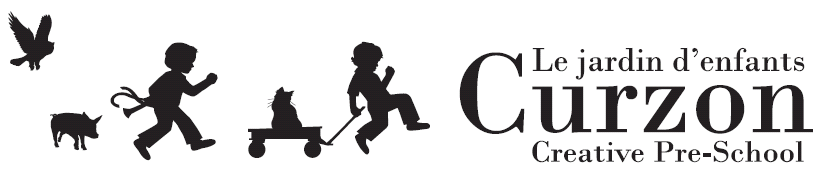 Le jardin d'enfants
Curzon
Creative Pre-School